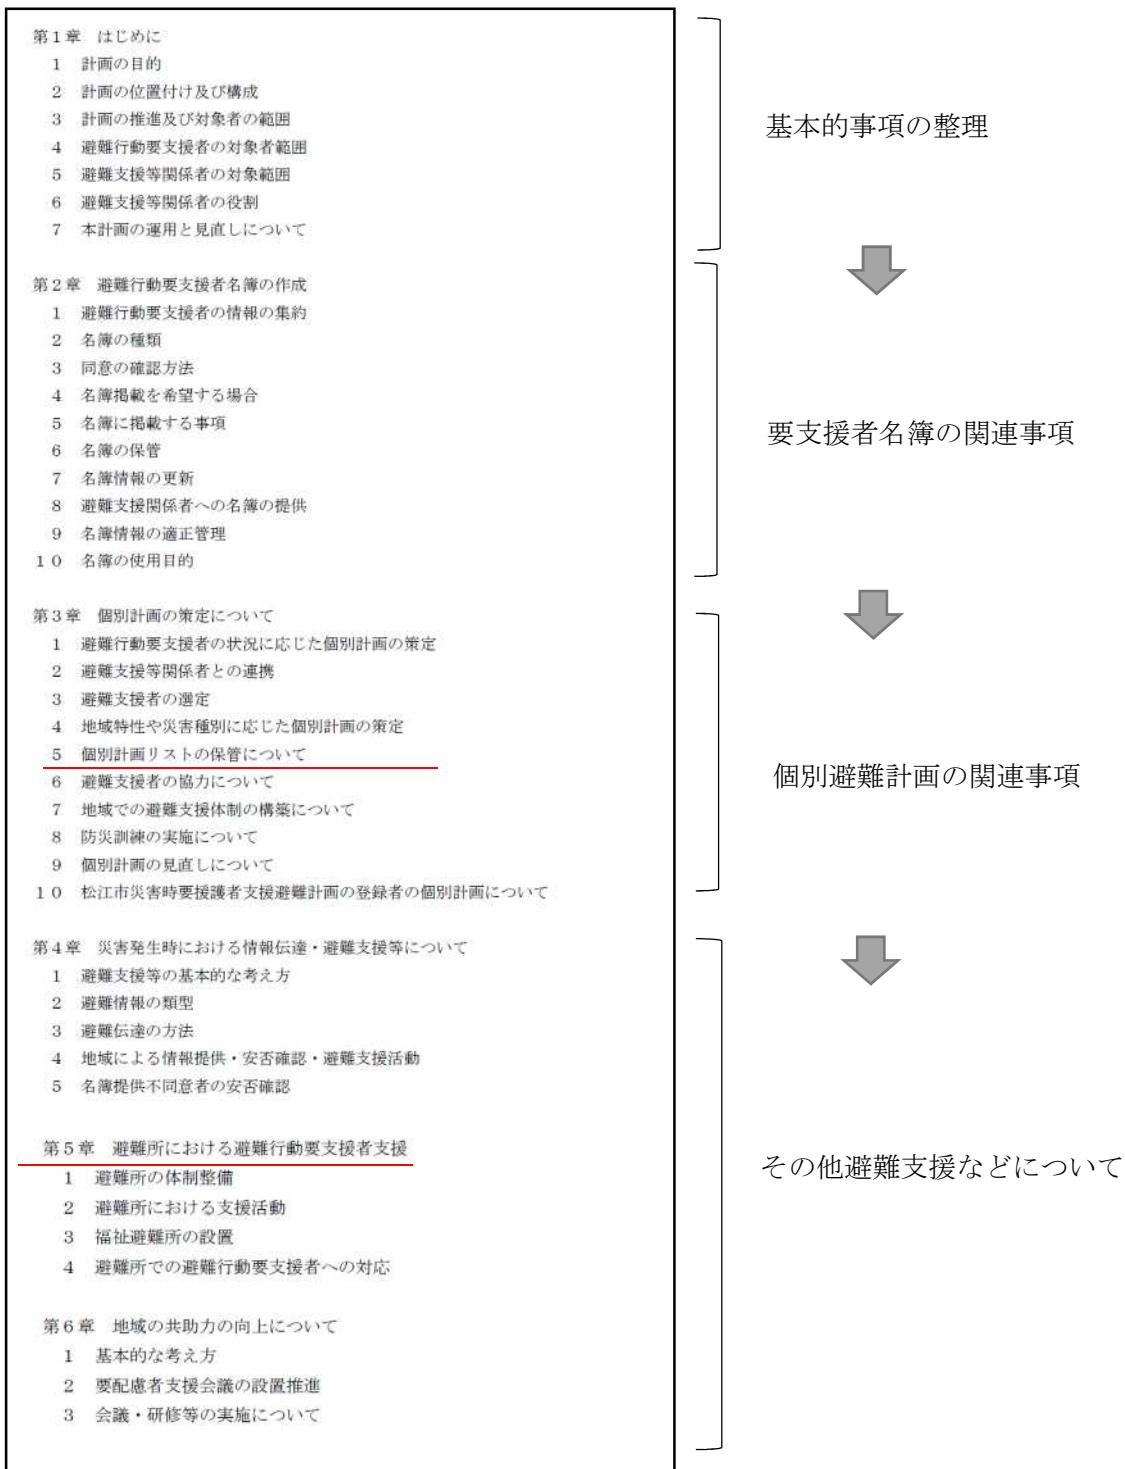 第1章 はじめに
1 計画の目的
2 計画の位置付け及び構成
3 計画の推進及び対象者の範囲
4 避難行動要支援者の対象者範囲
5 避難支援等関係者の対象範囲
6 避難支援等関係者の役割
7 本計画の運用と見直しについて
基本的事項の整理
第2章 避難行動要支援者名簿の作成
1 避難行動要支援者の情報の集約
2 名簿の種類
3 同意の確認方法
4 名簿掲載を希望する場合
5 名簿に掲載する事項
6 名簿の保管
7 名簿情報の更新
8 避難支援関係者への名簿の提供
9 名簿情報の適正管理
10 名簿の使用目的
要支援者名簿の関連事項
第3章 個別計画の策定について
1 避難行動要支援者の状況に応じた個別計画の策定
2 避難支援等関係者との連携
3 避難支援者の選定
4 地域特性や災害種別に応じた個別計画の策定
5 個別計画リストの保管について
6 避難支援者の協力について
7 地域での避難支援体制の構築について
8 防災訓練の実施について
9 個別計画の見直しについて
10 松江市災害時要援護者支援避難計画の登録者の個別計画について
個別避難計画の関連事項
第4章 災害発生時における情報伝達・避難支援等について
1 避難支援等の基本的な考え方
2 避難情報の類型
3 避難伝達の方法
4 地域による情報提供・安否確認・避難支援活動
5 名簿提供不同意者の安否確認
第5章 避難所における避難行動要支援者支援
1 避難所の体制整備
2 避難所における支援活動
3 福祉避難所の設置
4 避難所での避難行動要支援者への対応
第6章 地域の共助力の向上について
1 基本的な考え方
2 要配慮者支援会議の設置推進
3 会議・研修等の実施について
その他避難支援などについて